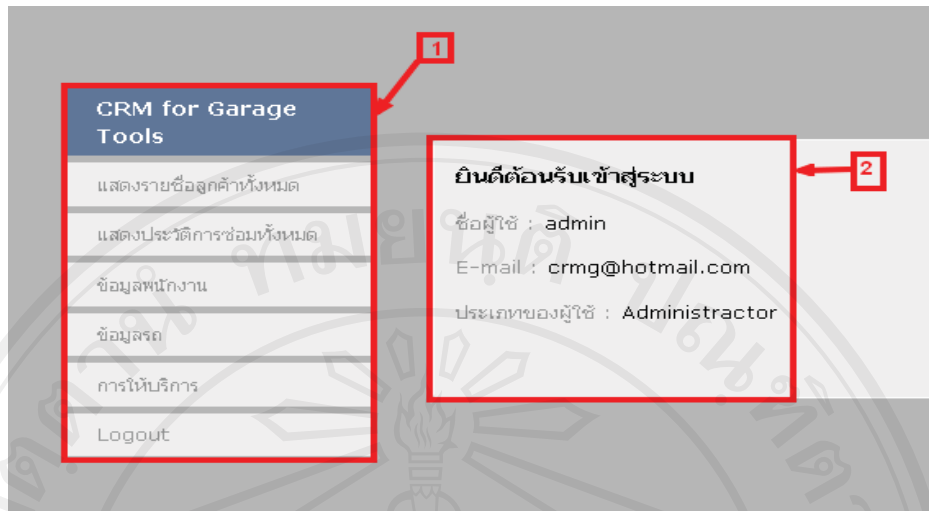 1
CRM for Garage
Tools
แสดงรายชื่อลูกค้าทั้งหมด
แสดงประวัติการซ่อมทั้งหมด
ข้อมูลพนักงาน
ข้อมูลรถ
การให้บริการ
Logout
2
ยินดีต้อนรับเข้าสู่ระบบ
ชื่อผู้ใช้ : admin
E-mail : crmg@hotmail.com
ประเภทของผู้ใช้ : Administractor